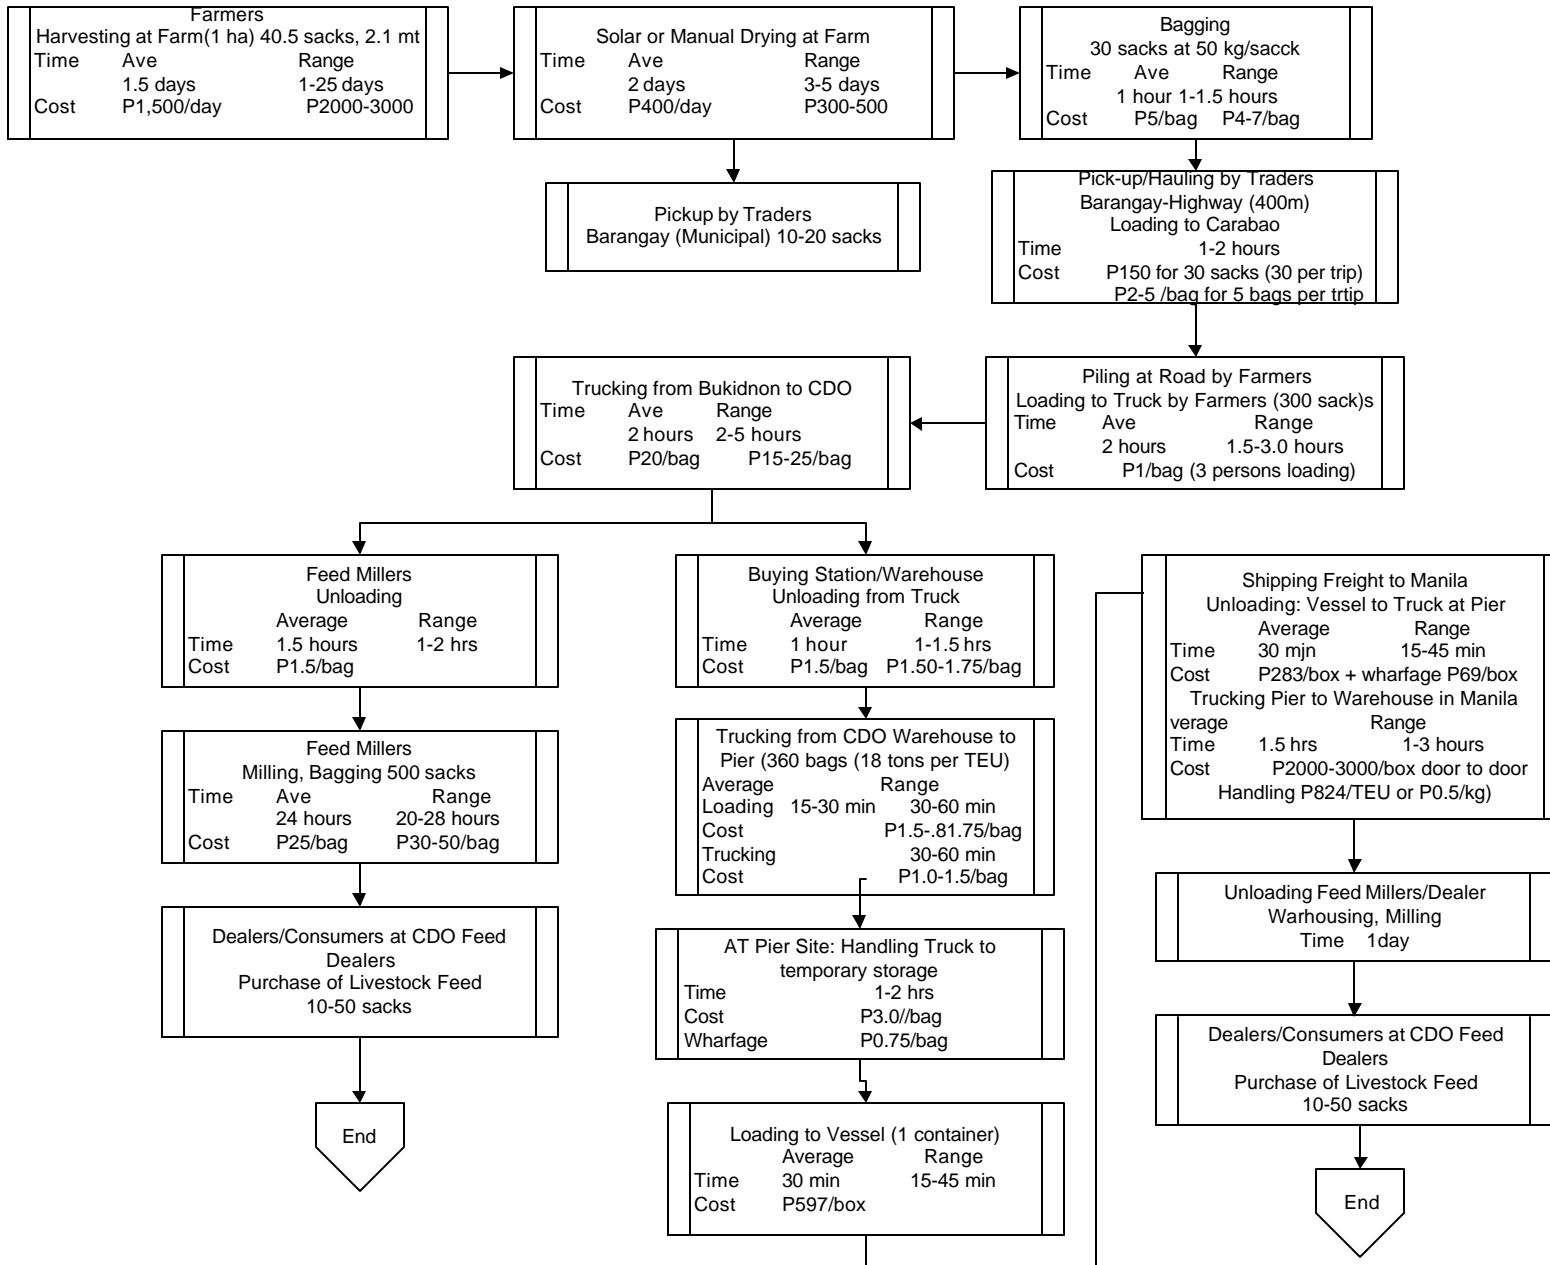 Farmers
Harvesting at Farm(1 ha) 40.5 sacks, 2.1 mt
Time Ave Range
1.5 days 1-25 days
Cost P1,500/day P2000-3000
Solar or Manual Drying at Farm
Time Ave Range
2 days 3-5 days
Cost P400/day P300-500
Bagging
30 sacks at 50 kg/sacck
Time Ave Range
1 hour 1-1.5 hours
Cost P5/bag P4-7/bag
Pickup by Traders
Barangay (Municipal) 10-20 sacks
Pick-up/Hauling by Traders
Barangay-Highway (400m)
Loading to Carabao
Time 1-2 hours
Cost P150 for 30 sacks (30 per trip)
P2-5 /bag for 5 bags per trtip
Piling at Road by Farmers
Loading to Truck by Farmers (300 sack)s
Time Ave Range
2 hours 1.5-3.0 hours
Cost P1/bag (3 persons loading)
Trucking from Bukidnon to CDO
Time Ave Range
2 hours 2-5 hours
Cost P20/bag P15-25/bag
Feed Millers
Unloading
Average Range
Time 1.5 hours 1-2 hrs
Cost P1.5/bag
Feed Millers
Milling, Bagging 500 sacks
Time Ave Range
24 hours 20-28 hours
Cost P25/bag P30-50/bag
Dealers/Consumers at CDO Feed
Dealers
Purchase of Livestock Feed
10-50 sacks
End
Buying Station/Warehouse
Unloading from Truck
Average Range
Time 1 hour 1-1.5 hrs
Cost P1.5/bag P1.50-1.75/bag
Trucking from CDO Warehouse to
Pier (360 bags (18 tons per TEU)
Average Range
Loading 15-30 min 30-60 min
Cost P1.5-.81.75/bag
Trucking 30-60 min
Cost P1.0-1.5/bag
AT Pier Site: Handling Truck to
temporary storage
Time 1-2 hrs
Cost P3.0//bag
Wharfage P0.75/bag
Loading to Vessel (1 container)
Average Range
Time 30 min 15-45 min
Cost P597/box
Shipping Freight to Manila
Unloading: Vessel to Truck at Pier
Average Range
Time 30 mjn 15-45 min
Cost P283/box + wharfage P69/box
Trucking Pier to Warehouse in Manila
verage Range
Time 1.5 hrs 1-3 hours
Cost P2000-3000/box door to door
Handling P824/TEU or P0.5/kg)
Unloading Feed Millers/Dealer
Warhousing, Milling
Time 1day
Dealers/Consumers at CDO Feed
Dealers
Purchase of Livestock Feed
10-50 sacks
End